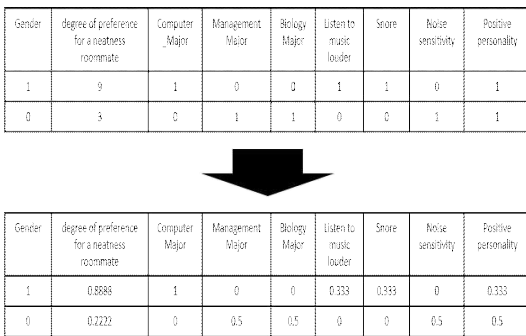 Gender degree of preference for a neatness roommate Computer _Major Management Major Biology Major Listen to music louder Snore Noise sensitivity Positive personality
1 9 1 0 0 1 1 0 1
0 3 0 1 1 0 0 1 1
Gender degree of preference for a neatness roommate Computer Major Management Major Biology Major Listen to music louder Snore Noise sensitivity Positive personality
1 0.8888 1 0 0 0.333 0.333 0 0.333
0 0.2222 0 0.5 0.5 0 0 0.5 0.5